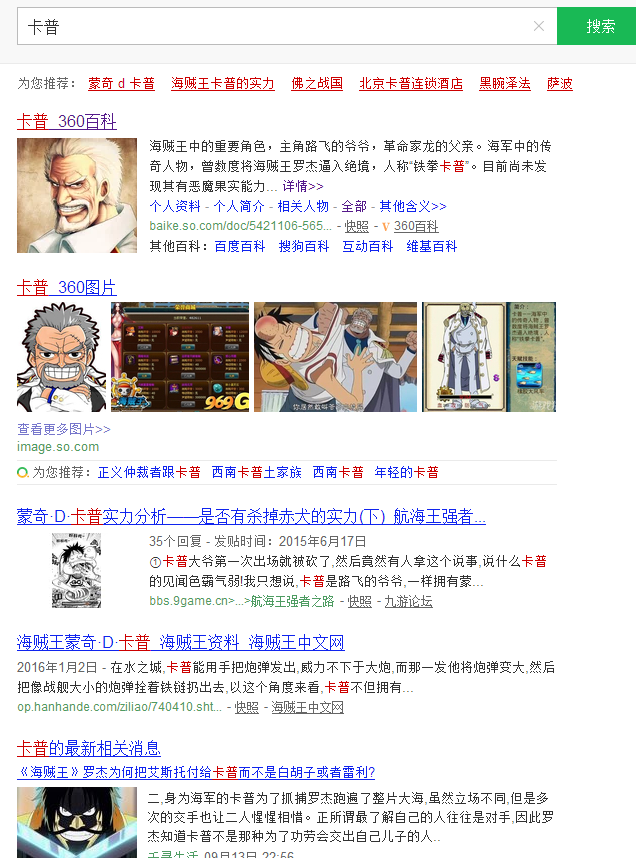 卡普
搜索
为您推荐： 蒙奇 d 卡普 海贼王卡普的实力 佛之战国 北京卡普连锁酒店 黑腕泽法 萨波
卡普_360百科
海贼王中的重要角色，主角路飞的爷爷，革命家龙的父亲。海军中的传
奇人物，曾数度将海贼王罗杰逼入绝境，人称“铁拳卡普”。目前尚未发
现其有恶魔果实能力... 详情>>
个人资料 - 个人简介 - 相关人物 - 全部 - 其他含义>>
baike.so.com/doc/5421106-565... - 快照 - V 360百科
其他百科： 百度百科 搜狗百科 互动百科 维基百科
卡普_360图片
969G
你居然敢咒骂老爷爷
简介：
查看更多图片>>
image.so.com
为您推荐： 正义仲裁者跟卡普 西南卡普土家族 西南卡普 年轻的卡普
蒙奇·D·卡普实力分析——是否有杀掉赤犬的实力(下)_航海王强者...
35个回复 - 发贴时间：2015年6月17日
①卡普大爷第一次出场就被砍了,然后竟然有人拿这个说事,说什么卡普
的见闻色霸气弱!我只想说,卡普是路飞的爷爷,一样拥有蒙...
bbs.9game.cn>...>航海王强者之路 - 快照 - 九游论坛
海贼王蒙奇·D·卡普_海贼王资料_海贼王中文网
2016年1月2日 - 在水之城,卡普能用手把炮弹发出,威力不下于大炮,而那一发他将炮弹变大,然后
把像战舰大小的炮弹拴着铁链扔出去,以这个角度来看,卡普不但拥有...
op.hanhande.com/ziliao/740410.sht... - 快照 - 海贼王中文网
卡普的最新相关消息
《海贼王》罗杰为何把艾斯托付给卡普而不是白胡子或者雷利?
二,身为海军的卡普为了抓捕罗杰跑遍了整片大海,虽然立场不同,但是多
次的交手也让二人惺惺相惜。正所谓最了解自己的人往往是对手,因此罗
杰知道卡普不是那种为了功劳会交出自己儿子的人..
千寻生活 09月13日 22:56